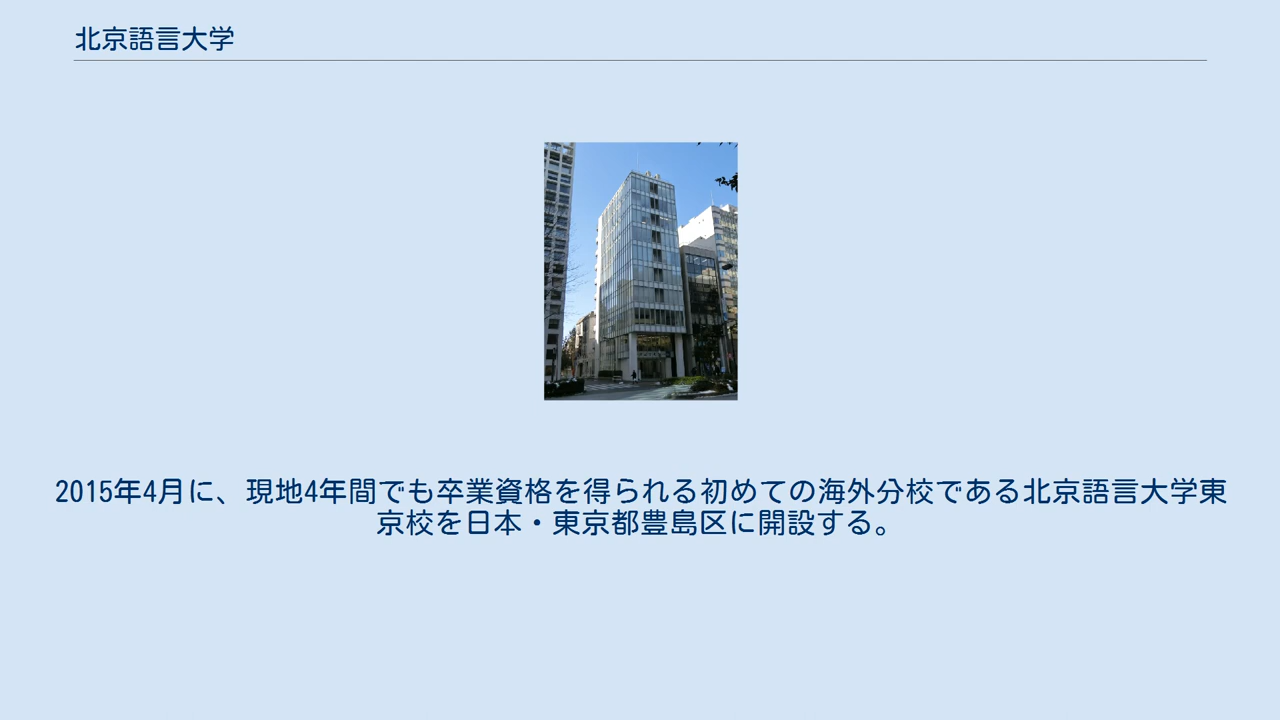 北京語言大学
2015年4月に、現地4年間でも卒業資格を得られる初めての海外分校である北京語言大学東
京校を日本・東京都豊島区に開設する。